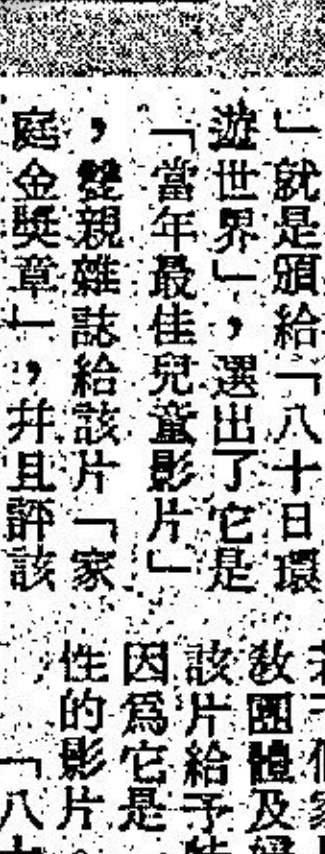 」就是頒給「八十日環
遊世界」,選出了它是
「當年最佳兒童影片」
,雙親雜誌給該片「家
庭金獎章」,幷且評該
教團體及
該片給予
因爲它是
性的影片。
「八